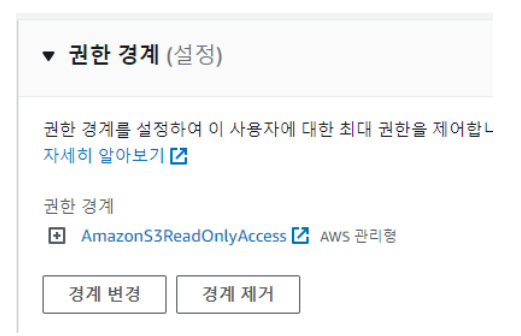 ▼ 권한 경계 (설정)
권한 경계를 설정하여 이 사용자에 대한 최대 권한을 제어합
자세히 알아보기
권한 경계
AmazonS3ReadOnlyAccess AWS 관리형
경계 변경 경계 제거